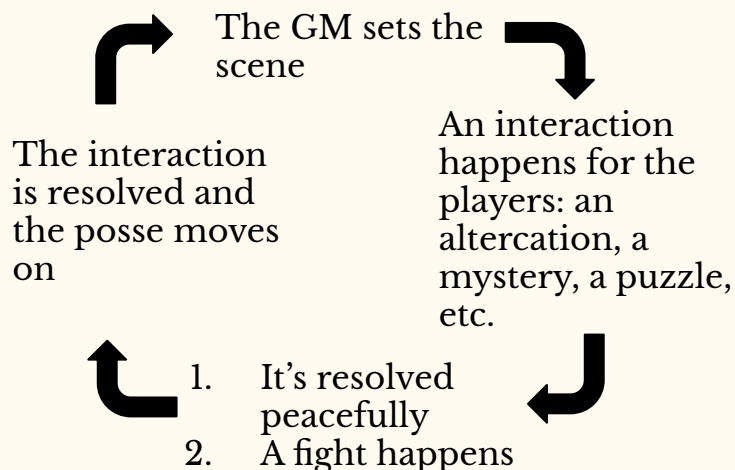 The GM sets the
scene
An interaction
happens for the
players: an
altercation, a
mystery, a puzzle,
etc.
1. It’s resolved
peacefully
2. A fight happens
The interaction
is resolved and
the posse moves
on